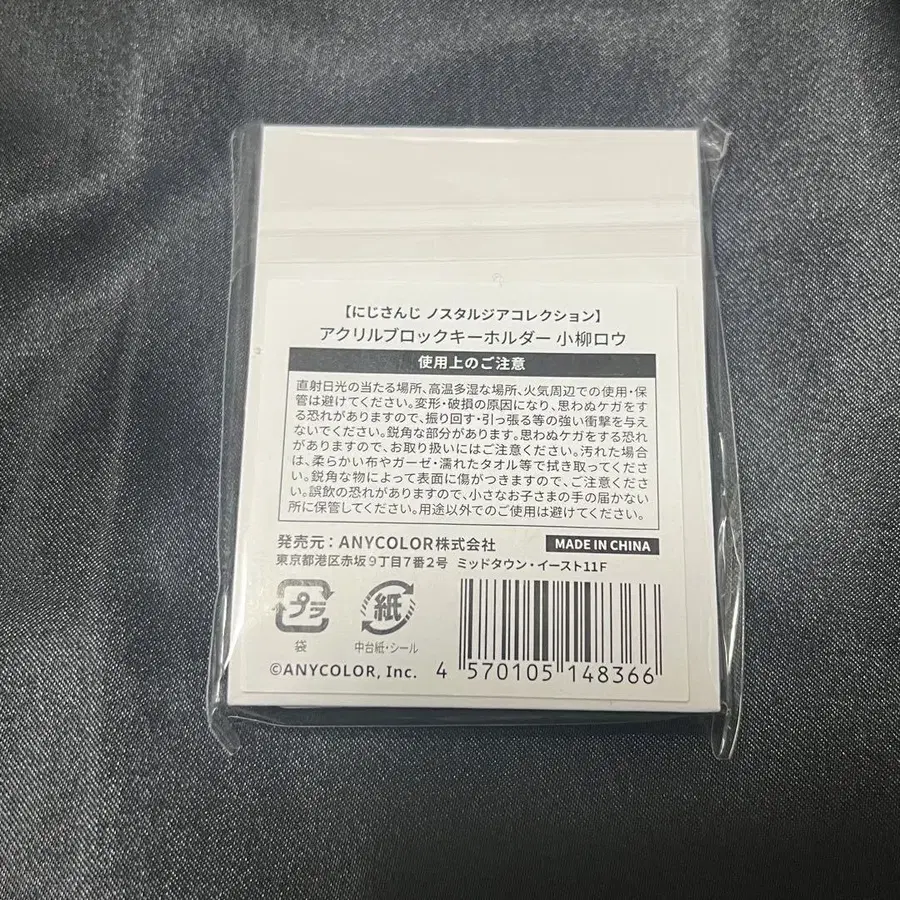 【にじさんじ ノスタルジアコレクション】
アクリルブロックキーホルダー 小柳ロウ
使用上のご注意
直射日光の当たる場所、高温多湿な場所、火気周辺での使用・保
管は避けてください。変形・破損の原因になり、思わぬケガをす
る恐れがありますので、振り回す・引っ張る等の強い衝撃を与え
ないでください。鋭角な部分があります。思わぬケガをする恐れ
がありますので、お取り扱いにはご注意ください。汚れた場合
は、柔らかい布やガーゼ・濡れたタオル等で拭き取ってくださ
い。鋭角な物によって表面に傷がつきますので、ご注意くださ
い。誤飲の恐れがありますので、小さなお子さまの手の届かない
所に保管してください。用途以外でのご使用は避けてください。
発売元：ANYCOLOR株式会社
MADE IN CHINA
東京都港区赤坂9丁目7番2号 ミッドタウン・イースト11F
プラ
袋
紙
中台紙・シール
©ANYCOLOR, Inc.
4 570105 148366